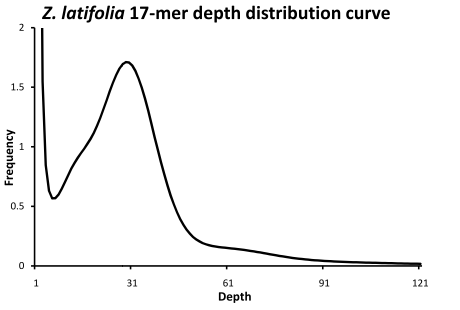 Z. latifolia 17-mer depth distribution curve
2
1.5
1
0.5
0
Frequency
1 31 61 91 121
Depth